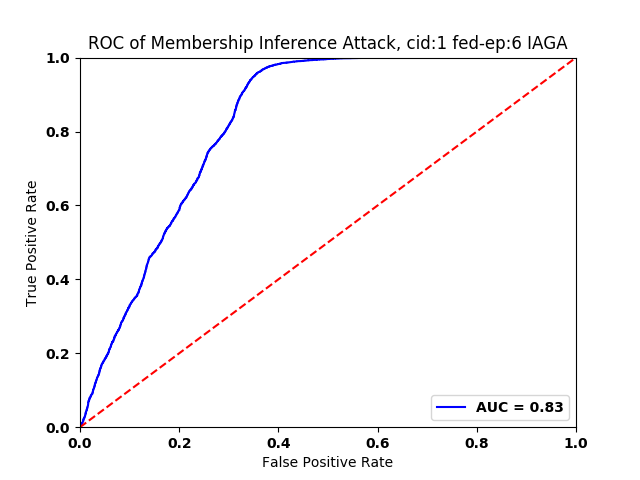 ROC of Membership Inference Attack, cid:1 fed-ep:6 IAGA
1.0
0.8
0.6
0.4
0.2
0.0
True Positive Rate
AUC = 0.83
0.0 0.2 0.4 0.6 0.8 1.0
False Positive Rate